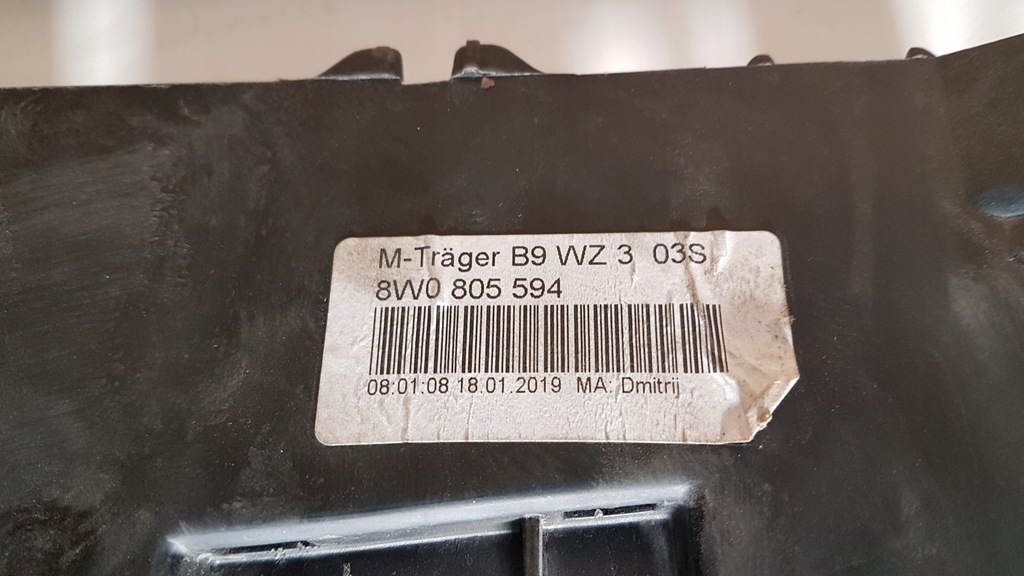 M-Träger B9 WZ 3 03S
8W0 805 594
08:01:08 18.01.2019 MA: Dmitrij